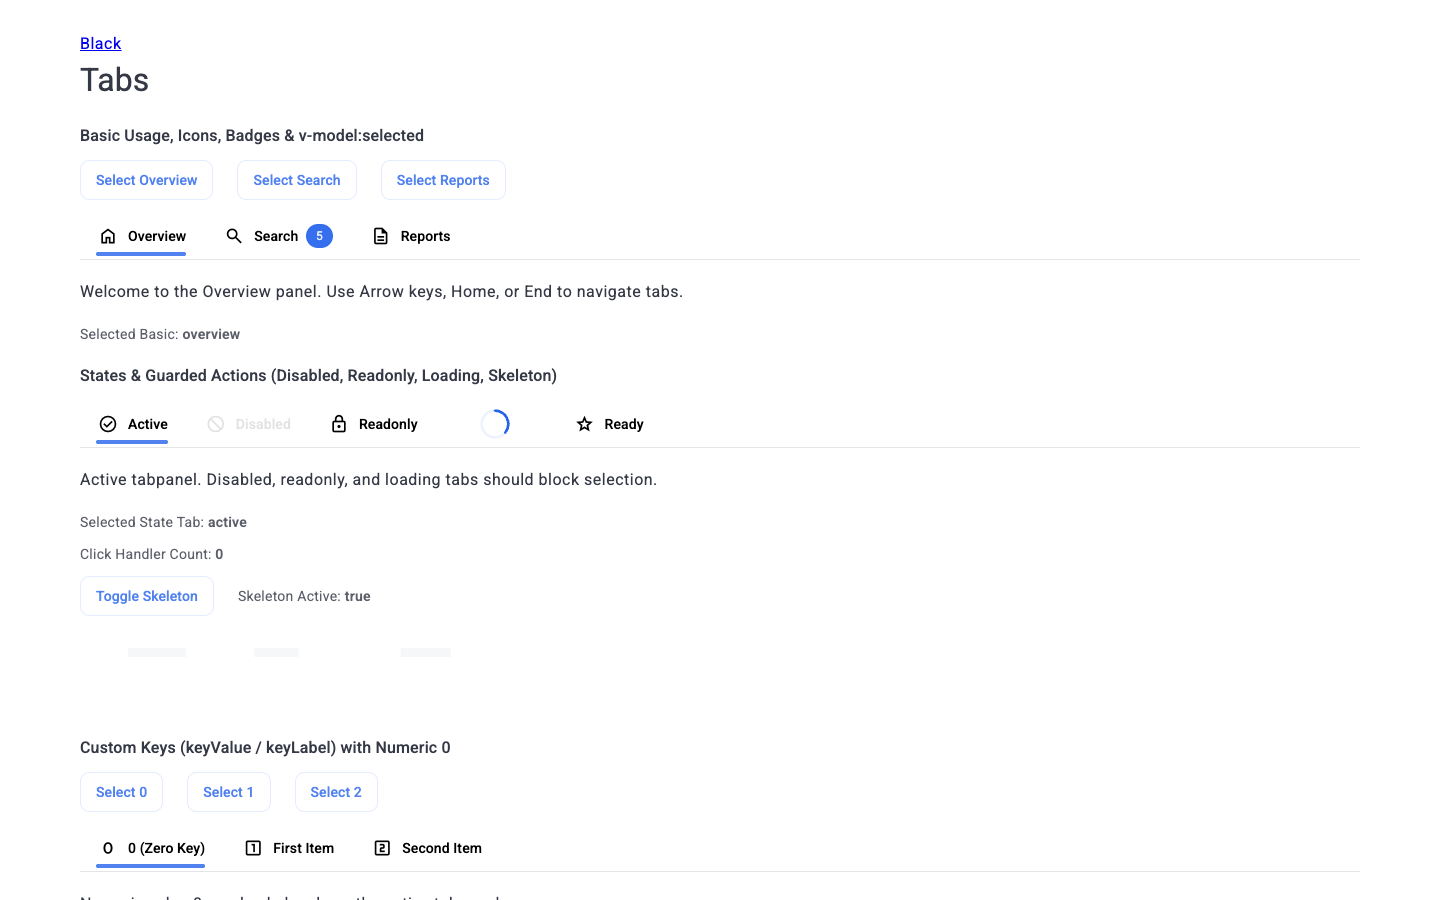 Black
Tabs
Basic Usage, Icons, Badges & v-model:selected
Select Overview Select Search Select Reports
Overview Search 5 Reports
Welcome to the Overview panel. Use Arrow keys, Home, or End to navigate tabs.
Selected Basic: overview
States & Guarded Actions (Disabled, Readonly, Loading, Skeleton)
Active Disabled Readonly Ready
Active tabpanel. Disabled, readonly, and loading tabs should block selection.
Selected State Tab: active
Click Handler Count: 0
Toggle Skeleton Skeleton Active: true
Custom Keys (keyValue / keyLabel) with Numeric 0
Select 0 Select 1 Select 2
0 0 (Zero Key) 1 First Item 2 Second Item